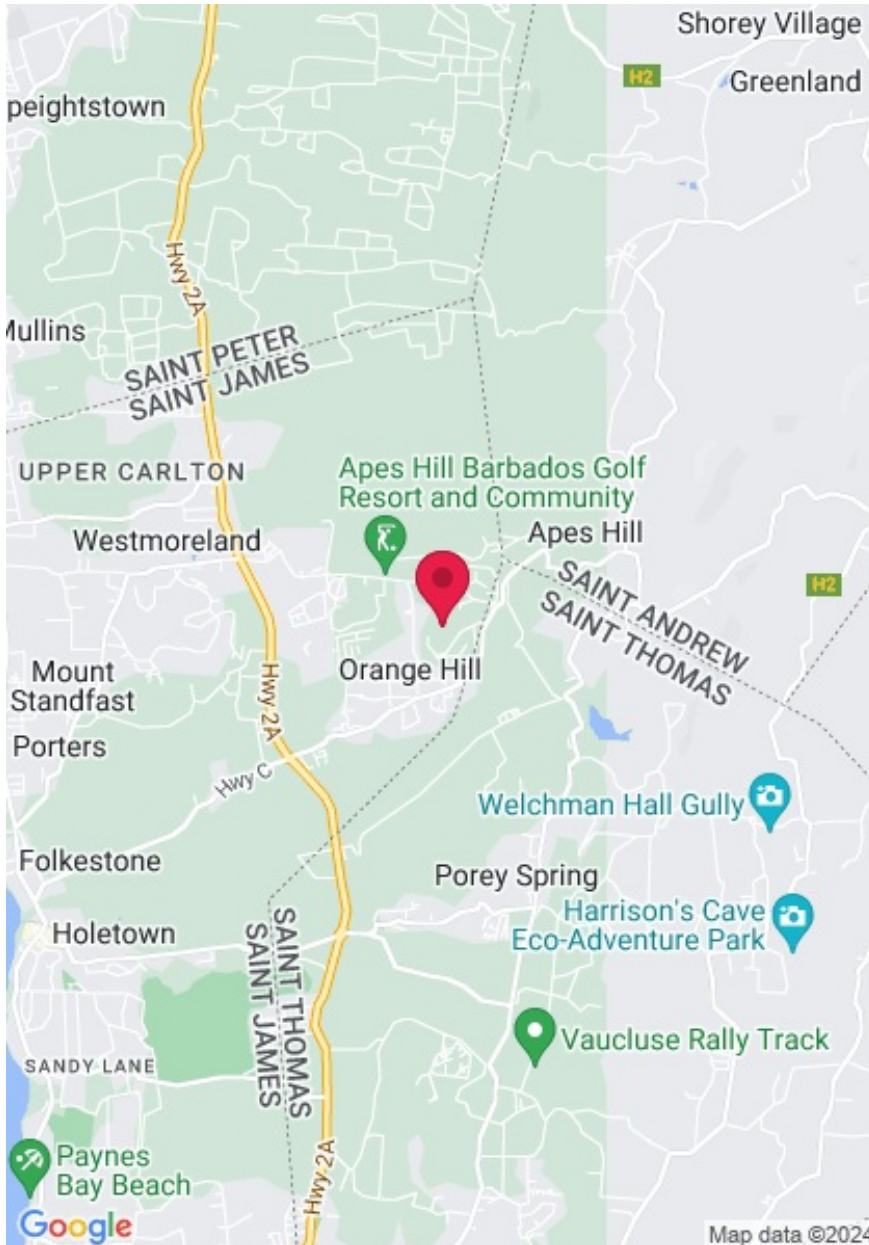 Shorey Village
H2
Greenland
peightstown
Hwy 2A
Mullins
SAINT PETER
SAINT JAMES
UPPER CARLTON
Apes Hill Barbados Golf
Resort and Community
Westmoreland
Apes Hill
SAINT ANDREW
SAINT THOMAS
H2
Orange Hill
Mount
Standfast
Hwy 2A
Porters
Hwy C
Welchman Hall Gully
Folkestone
Porey Spring
Harrison's Cave
Eco-Adventure Park
Holetown
SAINT THOMAS
SAINT JAMES
Vaucluse Rally Track
SANDY LANE
Paynes
Bay Beach
Hwy 2A
Google
Map data ©2024